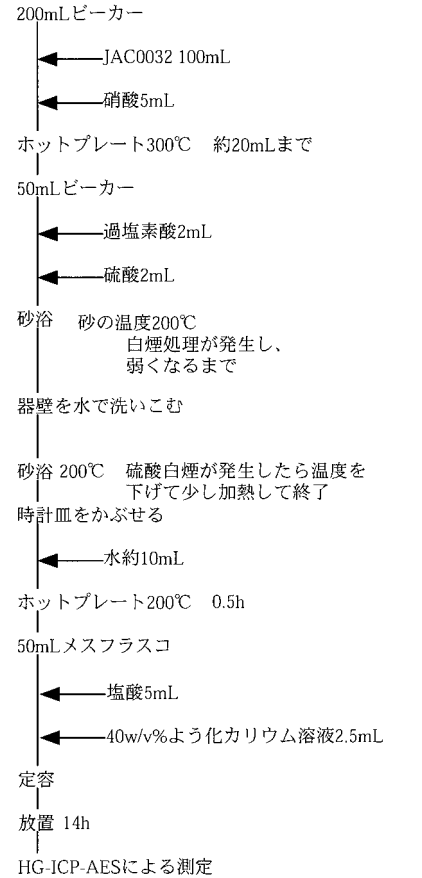 200mLビーカー
JAC0032 100mL
硝酸5mL
ホットプレート300℃　約20mLまで
50mLビーカー
過塩素酸2mL
硫酸2mL
砂浴　砂の温度200℃
白煙処理が発生し、
弱くなるまで
器壁を水で洗いこむ
砂浴 200℃　硫酸白煙が発生したら温度を
下げて少し加熱して終了
時計皿をかぶせる
水約10mL
ホットプレート200℃　0.5h
50mLメスフラスコ
塩酸5mL
40w/v%よう化カリウム溶液2.5mL
定容
放置 14h
HG-ICP-AESによる測定